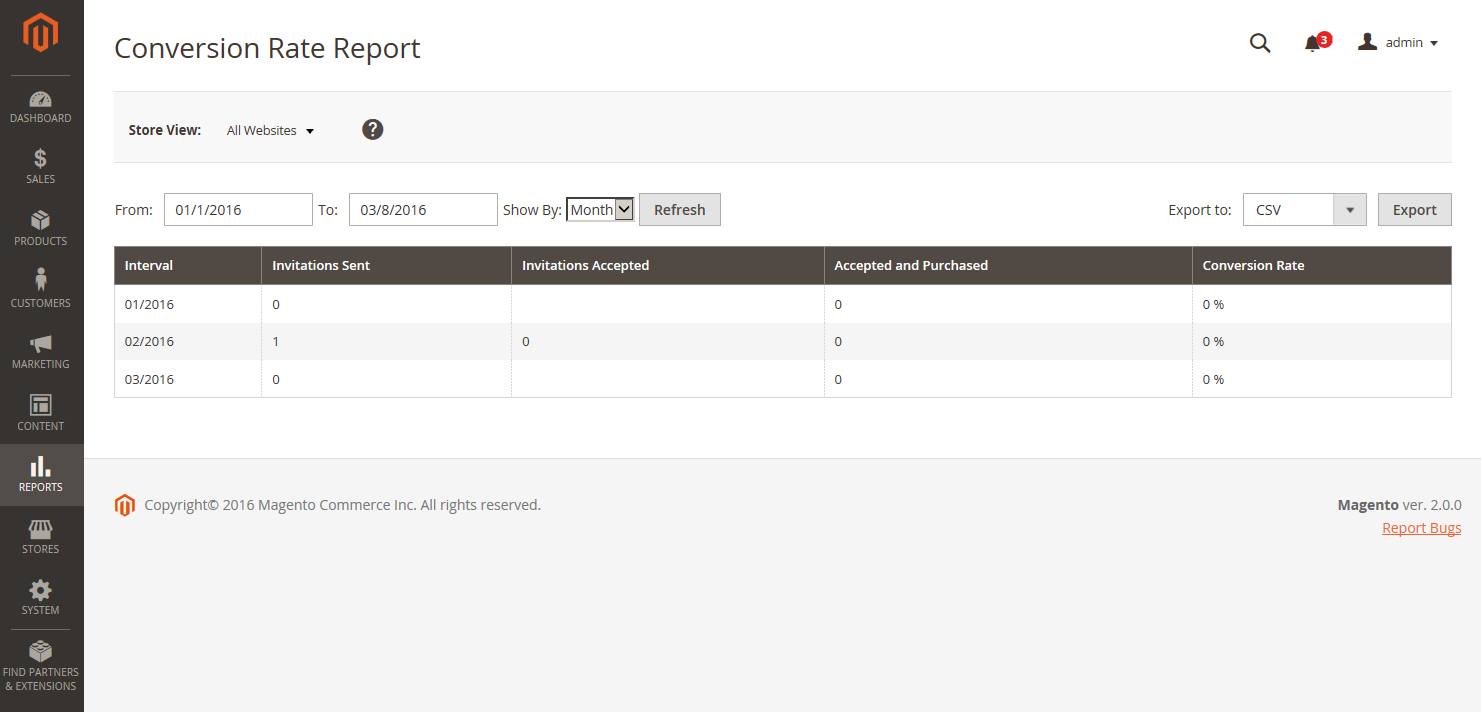 Conversion Rate Report
3
admin
DASHBOARD
SALES
PRODUCTS
CUSTOMERS
MARKETING
CONTENT
REPORTS
STORES
SYSTEM
FIND PARTNERS
& EXTENSIONS
Store View: All Websites ?
From: 01/1/2016 To: 03/8/2016 Show By: Month Refresh Export to: CSV Export
Interval Invitations Sent Invitations Accepted Accepted and Purchased Conversion Rate
01/2016 0 0 0 %
02/2016 1 0 0 0 %
03/2016 0 0 0 %
Copyright© 2016 Magento Commerce Inc. All rights reserved.
Magento ver. 2.0.0
Report Bugs